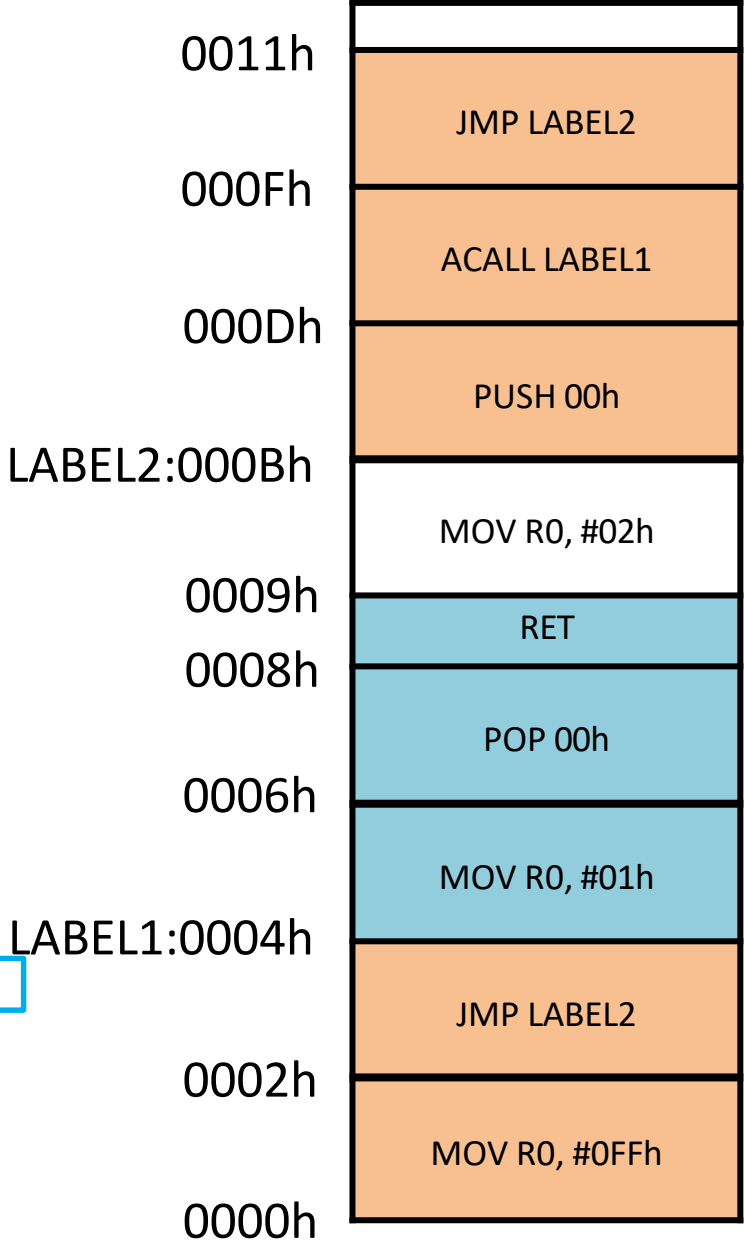 0011h
JMP LABEL2
000Fh
ACALL LABEL1
000Dh
PUSH 00h
LABEL2:000Bh
MOV R0, #02h
0009h
RET
0008h
POP 00h
0006h
MOV R0, #01h
LABEL1:0004h
JMP LABEL2
0002h
MOV R0, #0FFh
0000h